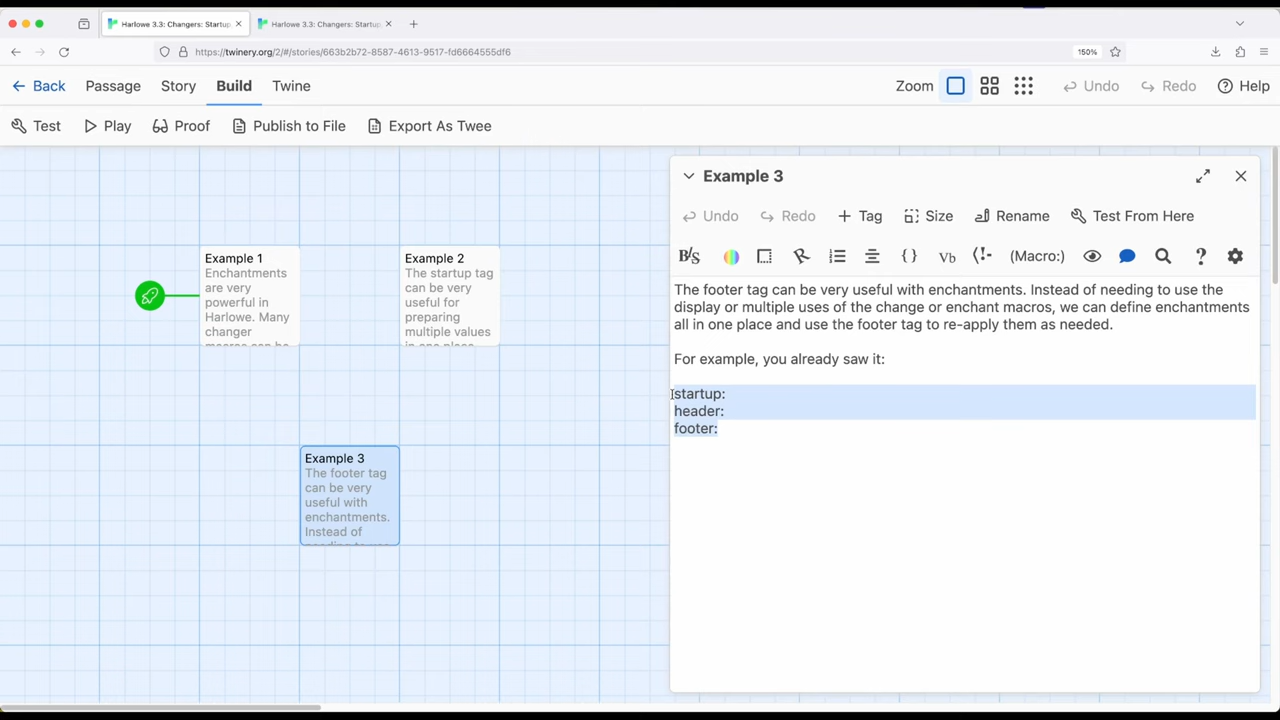 Harlowe 3.3: Changers: Startup,
Harlowe 3.3: Changers: Startup,
https://twinery.org/2/#/stories/663b2b72-8587-4613-9517-fd6664555df6
150%
Back
Passage
Story
Build
Twine
Zoom
Undo
Redo
Help
Test
Play
Proof
Publish to File
Export As Twee
Example 3
Undo
Redo
+ Tag
Size
Rename
Test From Here
B/S
{}
Vb
(Macro:)
?
The footer tag can be very useful with enchantments. Instead of needing to use the
display or multiple uses of the change or enchant macros, we can define enchantments
all in one place and use the footer tag to re-apply them as needed.
For example, you already saw it:
startup:
header:
footer:
Example 1
Enchantments
are very
powerful in
Harlowe. Many
changer
Example 2
The startup tag
can be very
useful for
preparing
multiple values
Example 3
The footer tag
can be very
useful with
enchantments.
Instead of